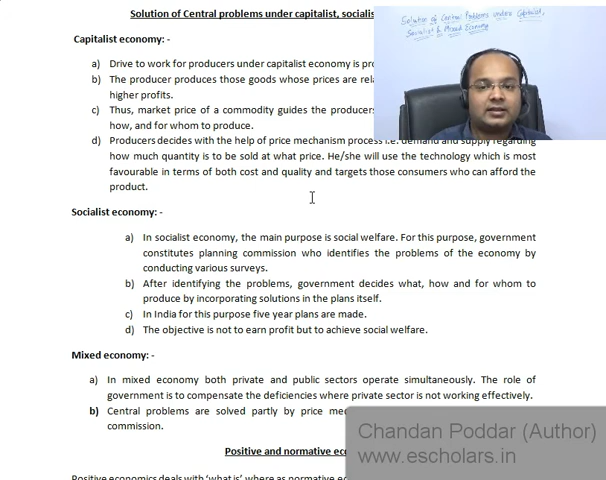 Solution of Central problems under capitalist, socialis
Solution of Central Problems under Capitalist,
Socialist & Mixed Economy
Capitalist economy: -
a) Drive to work for producers under capitalist economy is pro
b) The producer produces those goods whose prices are rela
higher profits.
c) Thus, market price of a commodity guides the producers
how, and for whom to produce.
d) Producers decides with the help of price mechanism process i.e. demand and supply regarding
how much quantity is to be sold at what price. He/she will use the technology which is most
favourable in terms of both cost and quality and targets those consumers who can afford the
product.
Socialist economy: -
a) In socialist economy, the main purpose is social welfare. For this purpose, government
constitutes planning commission who identifies the problems of the economy by
conducting various surveys.
b) After identifying the problems, government decides what, how and for whom to
produce by incorporating solutions in the plans itself.
c) In India for this purpose five year plans are made.
d) The objective is not to earn profit but to achieve social welfare.
Mixed economy: -
a) In mixed economy both private and public sectors operate simultaneously. The role of
government is to compensate the deficiencies where private sector is not working effectively.
b) Central problems are solved partly by price mec
commission.
Chandan Poddar (Author)
www.escholars.in
Positive and normative eco
Positive economics deals with 'what is' where as normative ec